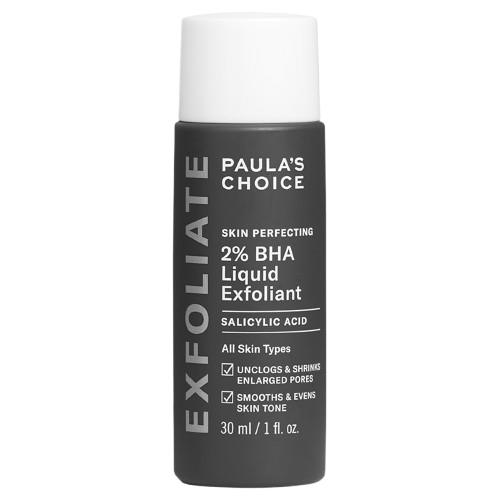 EXFOLIATE
PAULA'S
CHOICE
SKIN PERFECTING
2% BHA
Liquid
Exfoliant
SALICYLIC ACID
All Skin Types
UNCLOGS & SHRINKS
ENLARGED PORES
SMOOTHS & EVENS
SKIN TONE
30 ml / 1 fl. oz.